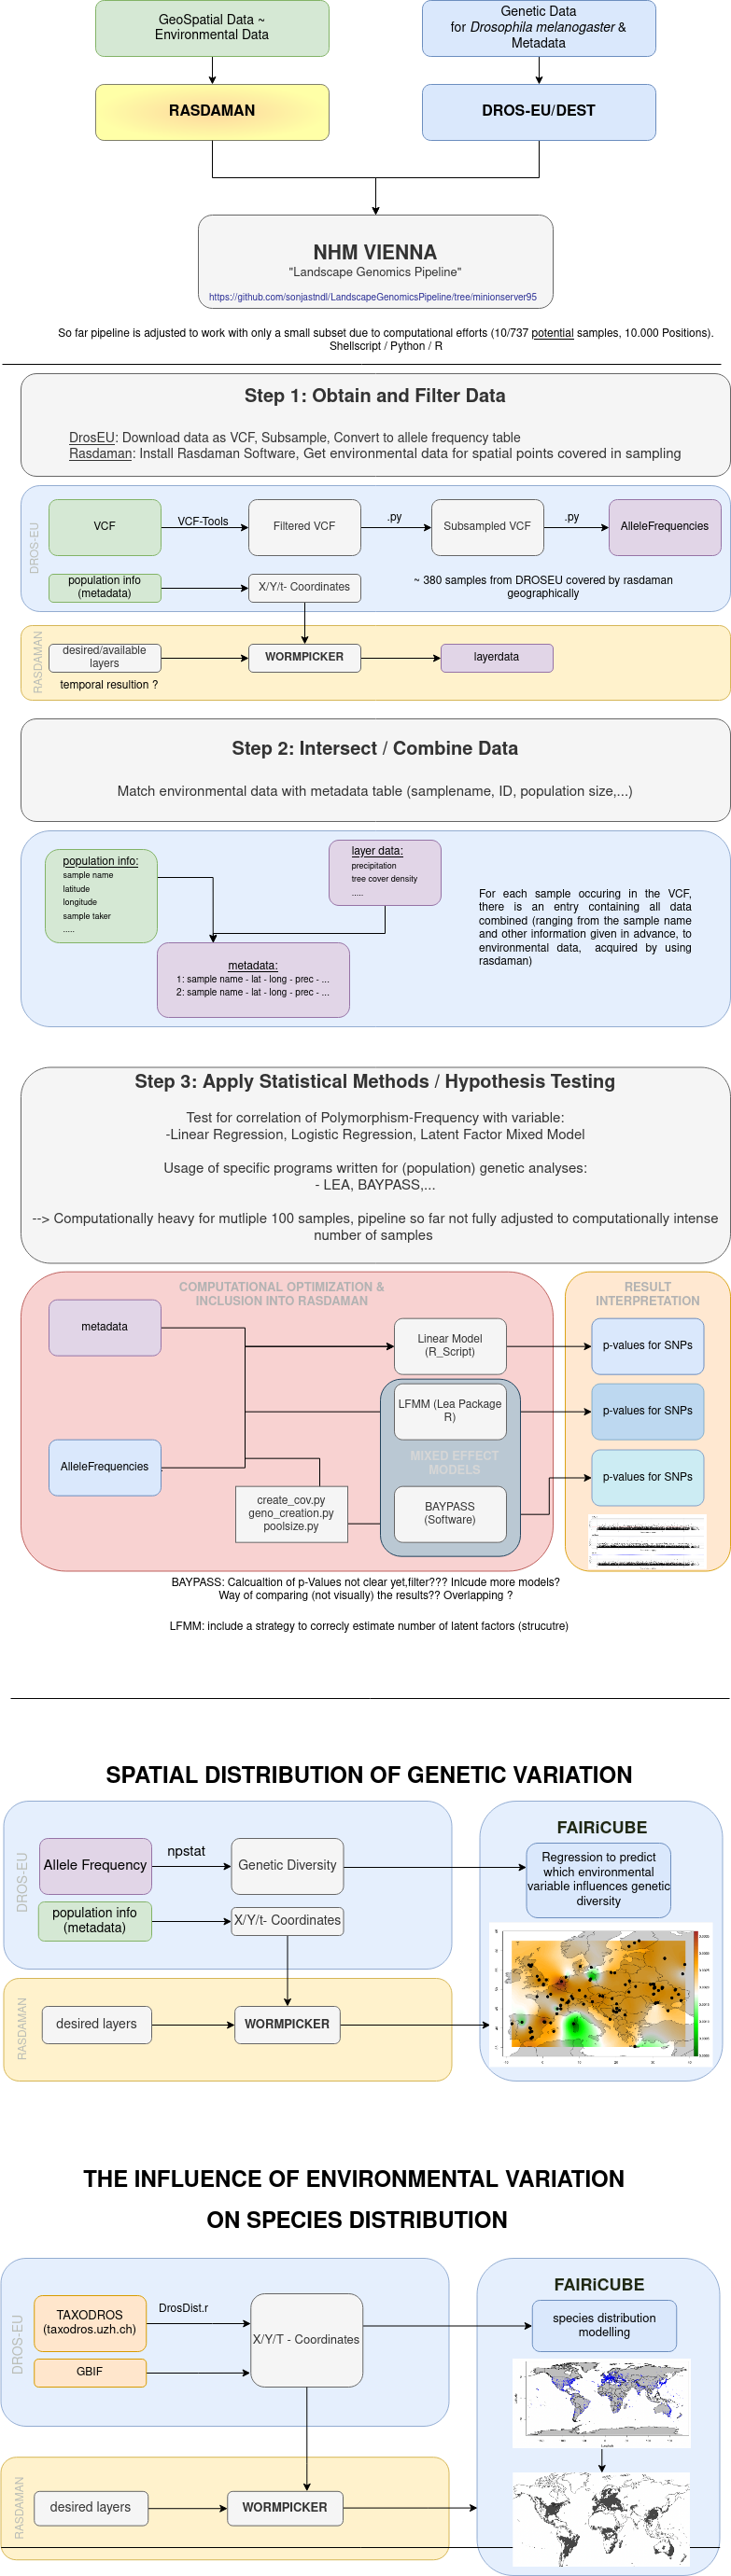 GeoSpatial Data ~
Environmental Data
Genetic Data
for Drosophila melanogaster &
Metadata
RASDAMAN
DROS-EU/DEST
NHM VIENNA
"Landscape Genomics Pipeline"
https://github.com/sonjastndl/LandscapeGenomicsPipeline/tree/minionserver95
So far pipeline is adjusted to work with only a small subset due to computational efforts (10/737 potential samples, 10.000 Positions).
Shellscript / Python / R
Step 1: Obtain and Filter Data
DrosEU: Download data as VCF, Subsample, Convert to allele frequency table
Rasdaman: Install Rasdaman Software, Get environmental data for spatial points covered in sampling
DROS-EU
VCF
VCF-Tools
Filtered VCF
.py
Subsampled VCF
.py
AlleleFrequencies
population info
(metadata)
X/Y/t- Coordinates
~ 380 samples from DROSEU covered by rasdaman
geographically
RASDAMAN
desired/available
layers
WORMPICKER
layerdata
temporal resultion ?
Step 2: Intersect / Combine Data
Match environmental data with metadata table (samplename, ID, population size,...)
population info:
sample name
latitude
longitude
sample taker
.....
layer data:
precipitation
tree cover density
.....
metadata:
1: sample name - lat - long - prec - ...
2: sample name - lat - long - prec - ...
For each sample occuring in the VCF,
there is an entry containing all data
combined (ranging from the sample name
and other information given in advance, to
environmental data, acquired by using
rasdaman)
Step 3: Apply Statistical Methods / Hypothesis Testing
Test for correlation of Polymorphism-Frequency with variable:
-Linear Regression, Logistic Regression, Latent Factor Mixed Model
Usage of specific programs written for (population) genetic analyses:
- LEA, BAYPASS,...
--> Computationally heavy for mutliple 100 samples, pipeline so far not fully adjusted to computationally intense
number of samples
COMPUTATIONAL OPTIMIZATION &
INCLUSION INTO RASDAMAN
RESULT
INTERPRETATION
metadata
Linear Model
(R_Script)
p-values for SNPs
LFMM (Lea Package
R)
p-values for SNPs
AlleleFrequencies
MIXED EFFECT
MODELS
p-values for SNPs
create_cov.py
geno_creation.py
poolsize.py
BAYPASS
(Software)
BAYPASS: Calcualtion of p-Values not clear yet,filter??? Inlcude more models?
Way of comparing (not visually) the results?? Overlapping ?
LFMM: include a strategy to correcly estimate number of latent factors (strucutre)
SPATIAL DISTRIBUTION OF GENETIC VARIATION
DROS-EU
Allele Frequency
npstat
Genetic Diversity
population info
(metadata)
X/Y/t- Coordinates
FAIRiCUBE
Regression to predict
which environmental
variable influences genetic
diversity
RASDAMAN
desired layers
WORMPICKER
THE INFLUENCE OF ENVIRONMENTAL VARIATION
ON SPECIES DISTRIBUTION
DROS-EU
TAXODROS
(taxodros.uzh.ch)
DrosDist.r
X/Y/T - Coordinates
GBIF
FAIRiCUBE
species distribution
modelling
RASDAMAN
desired layers
WORMPICKER